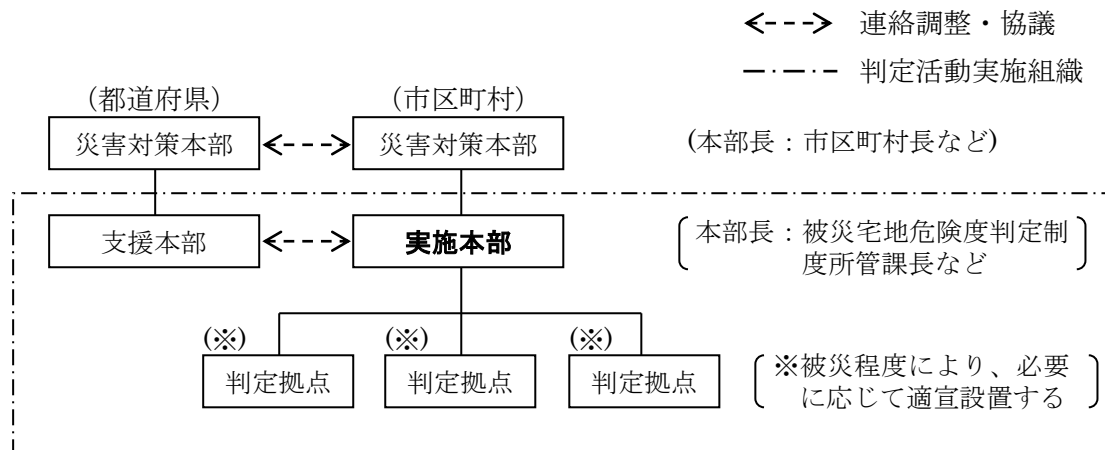 連絡調整・協議
判定活動実施組織
(都道府県) (市区町村)
災害対策本部 災害対策本部 (本部長：市区町村長など)
支援本部 実施本部 本部長：被災宅地危険度判定制
度所管課長など
(※) (※) (※)
判定拠点 判定拠点 判定拠点 ※被災程度により、必要
に応じて適宜設置する